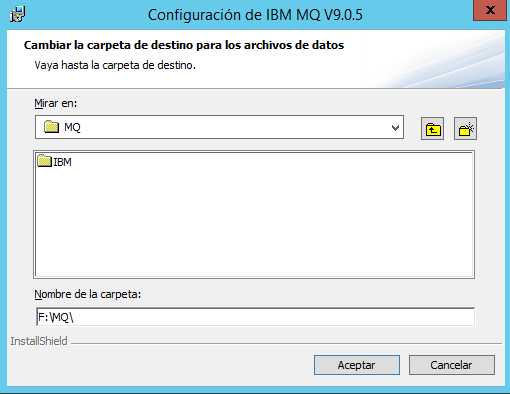 Configuración de IBM MQ V9.0.5
x
Cambiar la carpeta de destino para los archivos de datos
Vaya hasta la carpeta de destino.
Mirar en:
MQ
IBM
Nombre de la carpeta:
F:\MQ\
InstallShield
Aceptar
Cancelar